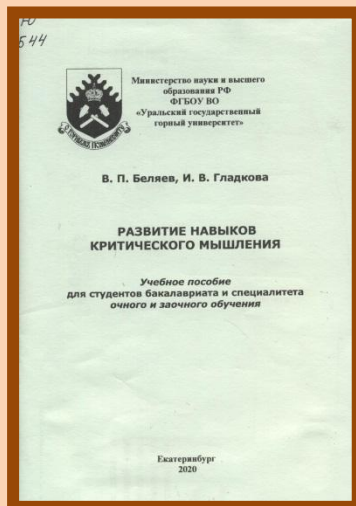 Ю
544
Министерство науки и высшего
образования РФ
ФГБОУ ВО
«Уральский государственный
горный университет»
В. П. Беляев, И. В. Гладкова
РАЗВИТИЕ НАВЫКОВ
КРИТИЧЕСКОГО МЫШЛЕНИЯ
Учебное пособие
для студентов бакалавриата и специалитета
очного и заочного обучения
Екатеринбург
2020